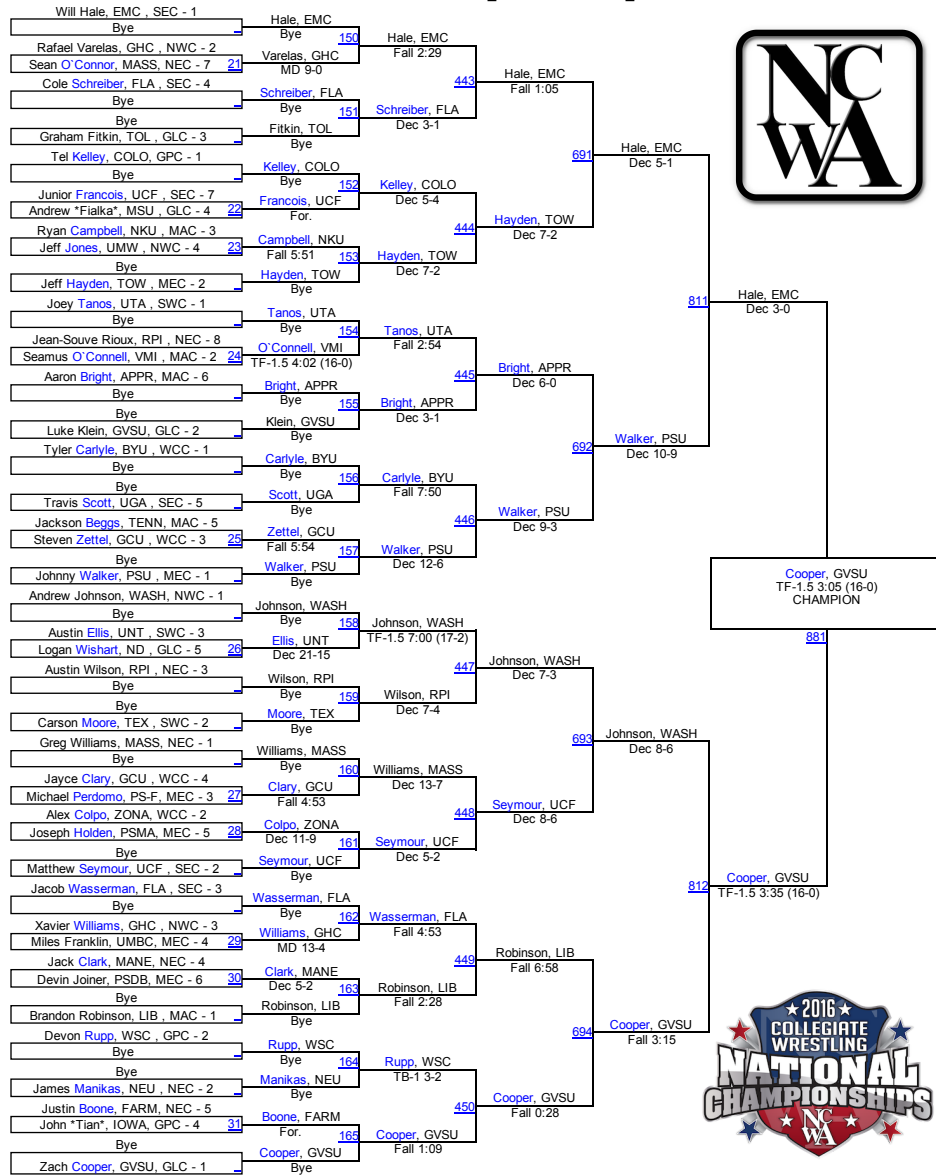 Will Hale, EMC , SEC - 1
Bye
Rafael Varelas, GHC , NWC - 2
Sean O`Connor, MASS, NEC - 7 21
Cole Schreiber, FLA , SEC - 4
Bye
Bye
Graham Fitkin, TOL , GLC - 3
Tel Kelley, COLO, GPC - 1
Bye
Junior Francois, UCF , SEC - 7
Andrew *Fialka*, MSU , GLC - 4 22
Ryan Campbell, NKU , MAC - 3
Jeff Jones, UMW , NWC - 4 23
Bye
Jeff Hayden, TOW , MEC - 2
Joey Tanos, UTA , SWC - 1
Bye
Jean-Souve Rioux, RPI , NEC - 8
Seamus O`Connell, VMI , MAC - 2 24
Aaron Bright, APPR, MAC - 6
Bye
Bye
Luke Klein, GVSU, GLC - 2
Tyler Carlyle, BYU , WCC - 1
Bye
Bye
Travis Scott, UGA , SEC - 5
Jackson Beggs, TENN, MAC - 5
Steven Zettel, GCU , WCC - 3 25
Bye
Johnny Walker, PSU , MEC - 1
Andrew Johnson, WASH, NWC - 1
Bye
Austin Ellis, UNT , SWC - 3
Logan Wishart, ND , GLC - 5 26
Austin Wilson, RPI , NEC - 3
Bye
Bye
Carson Moore, TEX , SWC - 2
Greg Williams, MASS, NEC - 1
Bye
Jayce Clary, GCU , WCC - 4
Michael Perdomo, PS-F, MEC - 3 27
Alex Colpo, ZONA, WCC - 2
Joseph Holden, PSMA, MEC - 5 28
Bye
Matthew Seymour, UCF , SEC - 2
Jacob Wasserman, FLA , SEC - 3
Bye
Xavier Williams, GHC , NWC - 3
Miles Franklin, UMBC, MEC - 4 29
Jack Clark, MANE, NEC - 4
Devin Joiner, PSDB, MEC - 6 30
Bye
Brandon Robinson, LIB , MAC - 1
Devon Rupp, WSC , GPC - 2
Bye
Bye
James Manikas, NEU , NEC - 2
Justin Boone, FARM, NEC - 5
John *Tian*, IOWA, GPC - 4 31
Bye
Zach Cooper, GVSU, GLC - 1
Hale, EMC
Bye
150
Varelas, GHC
MD 9-0
Schreiber, FLA
Bye
151
Fitkin, TOL
Bye
Kelley, COLO
Bye
152
Francois, UCF
For.
Campbell, NKU
Fall 5:51
153
Hayden, TOW
Bye
Tanos, UTA
Bye
154
O`Connell, VMI
TF-1.5 4:02 (16-0)
Bright, APPR
Bye
155
Klein, GVSU
Bye
Carlyle, BYU
Bye
156
Scott, UGA
Bye
Zettel, GCU
Fall 5:54
157
Walker, PSU
Bye
Johnson, WASH
Bye
158
Ellis, UNT
Dec 21-15
Wilson, RPI
Bye
159
Moore, TEX
Bye
Williams, MASS
Bye
160
Clary, GCU
Fall 4:53
Colpo, ZONA
Dec 11-9
161
Seymour, UCF
Bye
Wasserman, FLA
Bye
162
Williams, GHC
MD 13-4
Clark, MANE
Dec 5-2
163
Robinson, LIB
Bye
Rupp, WSC
Bye
164
Manikas, NEU
Bye
Boone, FARM
For.
165
Cooper, GVSU
Bye
Hale, EMC
Fall 2:29
443
Schreiber, FLA
Dec 3-1
Kelley, COLO
Dec 5-4
444
Hayden, TOW
Dec 7-2
Tanos, UTA
Fall 2:54
445
Bright, APPR
Dec 3-1
Carlyle, BYU
Fall 7:50
446
Walker, PSU
Dec 12-6
Johnson, WASH
TF-1.5 7:00 (17-2)
447
Wilson, RPI
Dec 7-4
Williams, MASS
Dec 13-7
448
Seymour, UCF
Dec 5-2
Wasserman, FLA
Fall 4:53
449
Robinson, LIB
Fall 2:28
Rupp, WSC
TB-1 3-2
450
Cooper, GVSU
Fall 1:09
Hale, EMC
Fall 1:05
691
Hayden, TOW
Dec 7-2
Bright, APPR
Dec 6-0
692
Walker, PSU
Dec 9-3
Johnson, WASH
Dec 7-3
693
Seymour, UCF
Dec 8-6
Robinson, LIB
Fall 6:58
694
Cooper, GVSU
Fall 0:28
Hale, EMC
Dec 5-1
811
Walker, PSU
Dec 10-9
Johnson, WASH
Dec 8-6
812
Cooper, GVSU
Fall 3:15
Hale, EMC
Dec 3-0
Cooper, GVSU
TF-1.5 3:05 (16-0)
CHAMPION
881
Cooper, GVSU
TF-1.5 3:35 (16-0)
NCWA
2016
COLLEGIATE
WRESTLING
NATIONAL
CHAMPIONSHIPS
NCWA